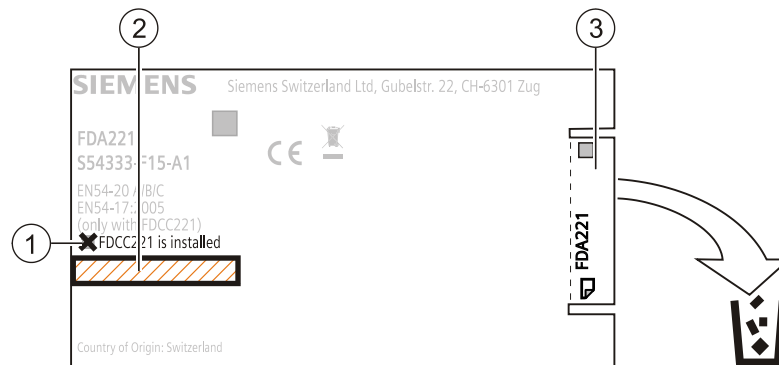 2
3
SIEMENS
Siemens Switzerland Ltd, Gubelstr. 22, CH-6301 Zug
FDA221
S54333-F15-A1
EN54-20 A/B/C
EN54-17:2005
(only with FDCC221)
1
FDCC221 is installed
FDA221
Country of Origin: Switzerland